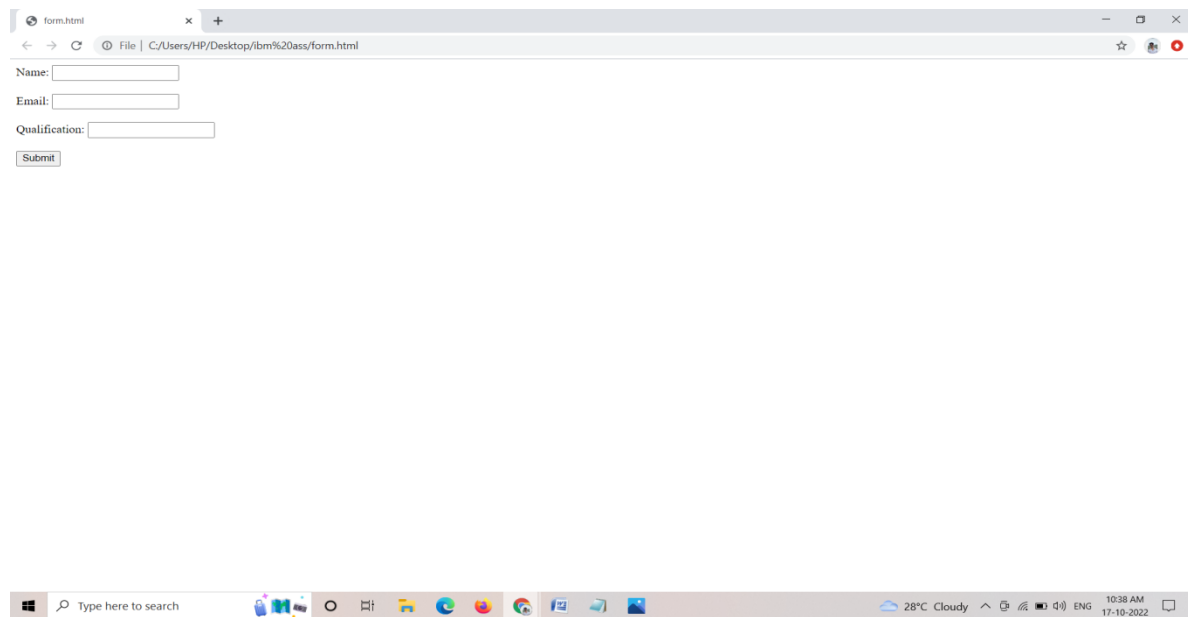 form.html
File | C:/Users/HP/Desktop/ibm%20ass/form.html
Name:
Email:
Qualification:
Submit
Type here to search
28°C Cloudy
ENG
10:38 AM
17-10-2022